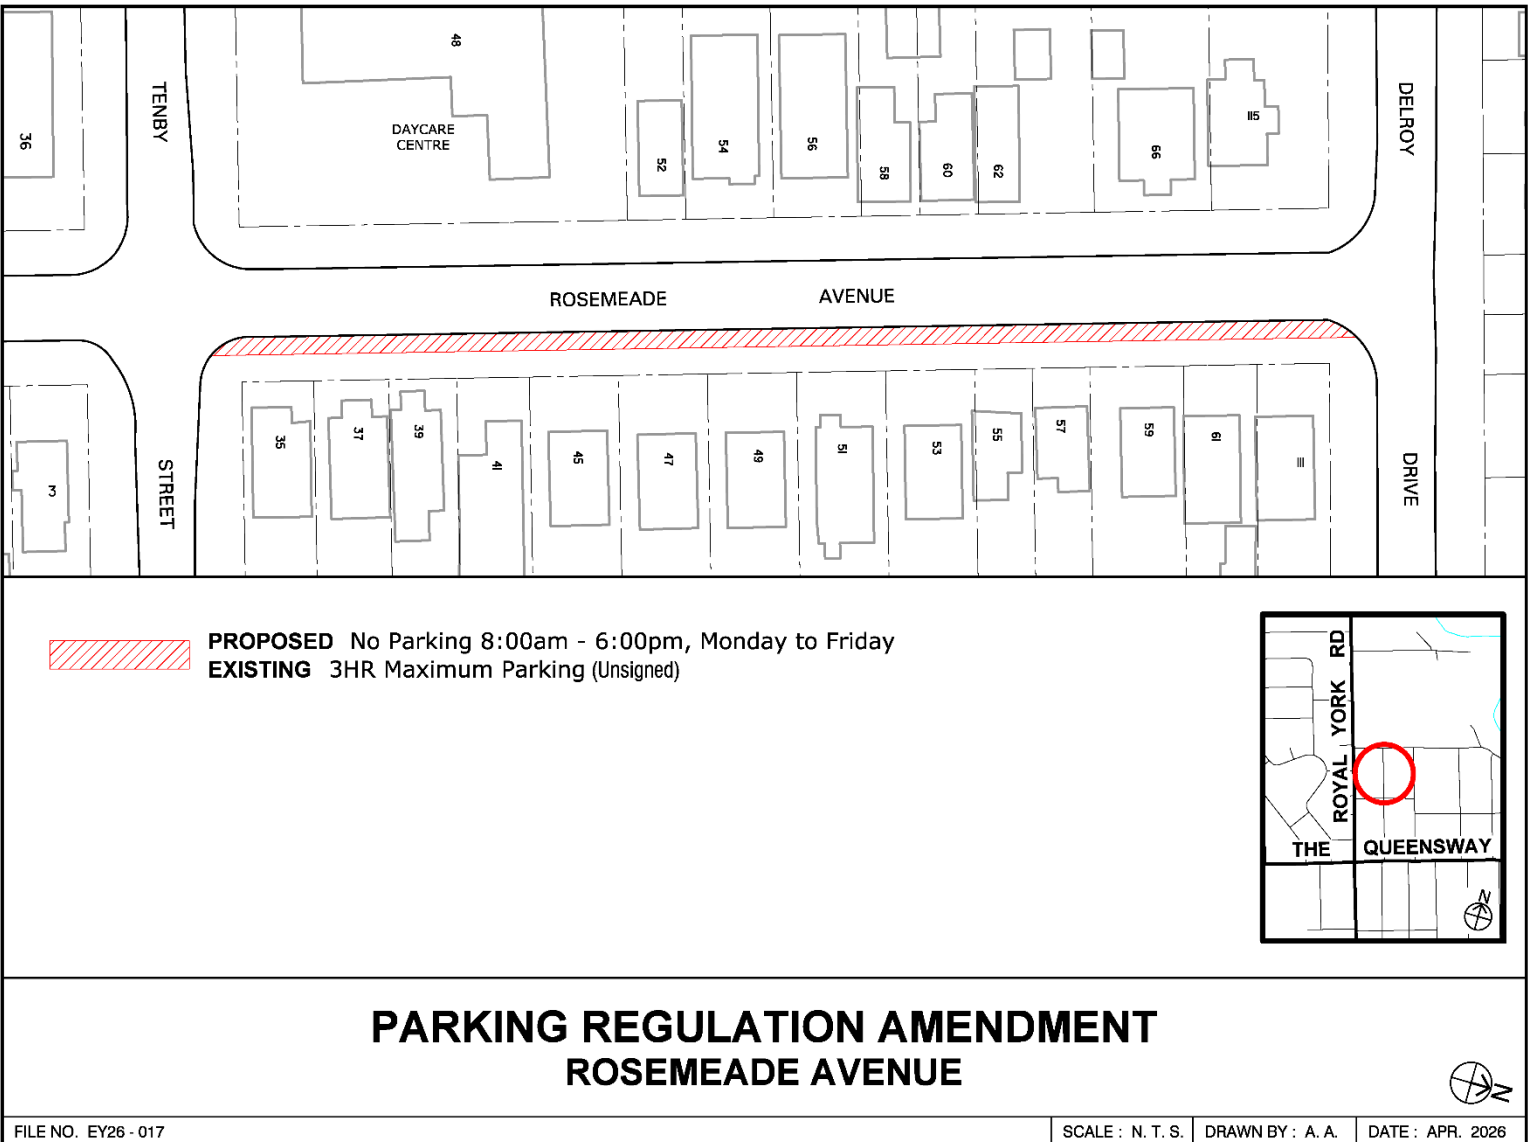 48
TENBY
DELROY
36
DAYCARE
CENTRE
52
54
56
58
60
62
66
115
ROSEMEADE AVENUE
35
37
39
41
45
47
49
51
53
55
57
59
61
111
3
STREET
DRIVE
PROPOSED No Parking 8:00am - 6:00pm, Monday to Friday
EXISTING 3HR Maximum Parking (Unsigned)
ROYAL YORK RD
THE QUEENSWAY
N
PARKING REGULATION AMENDMENT
ROSEMEADE AVENUE
N
FILE NO. EY26 - 017
SCALE : N. T. S.
DRAWN BY : A. A.
DATE : APR. 2026